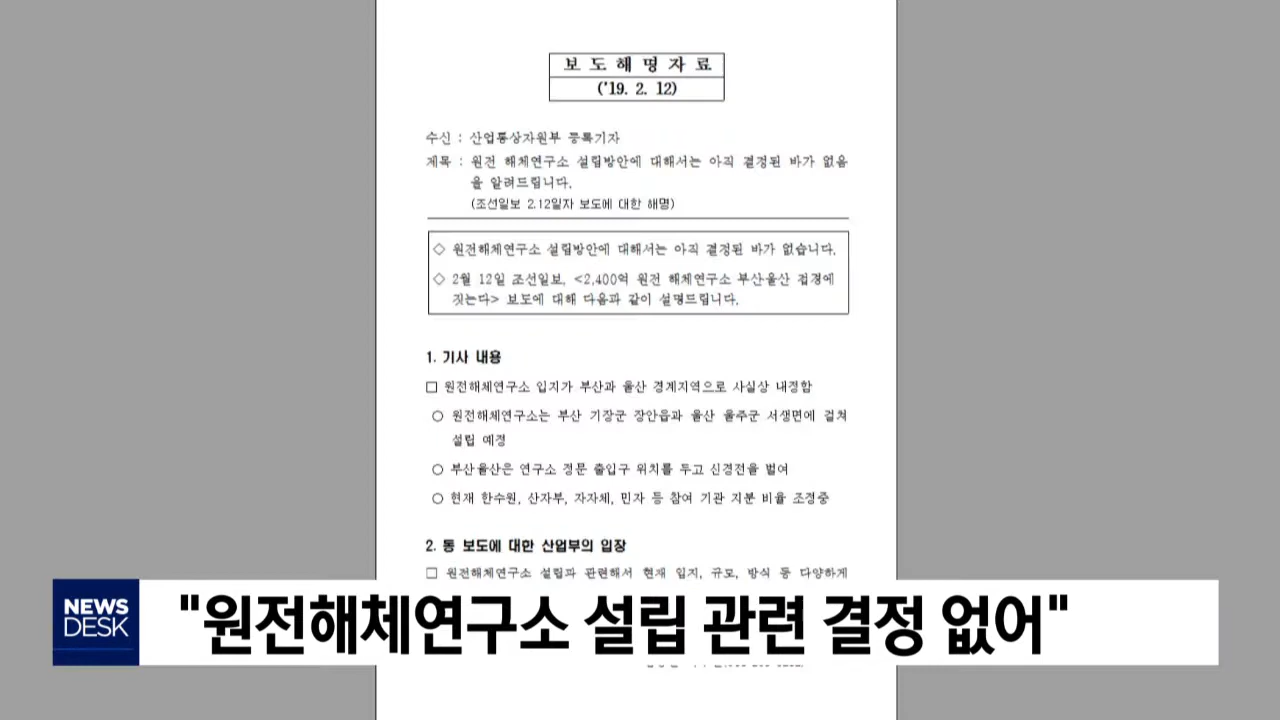 보 도 해 명 자 료
('19. 2. 12)
수신 : 산업통상자원부 등록기자
제목 : 원전 해체연구소 설립방안에 대해서는 아직 결정된 바가 없음
을 알려드립니다.
(조선일보 2.12일자 보도에 대한 해명)
◇ 원전해체연구소 설립방안에 대해서는 아직 결정된 바가 없습니다.
◇ 2월 12일 조선일보, <2,400억 원전 해체연구소 부산·울산 접경에
짓는다> 보도에 대해 다음과 같이 설명드립니다.
1. 기사 내용
□ 원전해체연구소 입지가 부산과 울산 경계지역으로 사실상 내정함
○ 원전해체연구소는 부산 기장군 장안읍과 울산 울주군 서생면에 걸쳐
설립 예정
○ 부산·울산은 연구소 정문 출입구 위치를 두고 신경전을 벌여
○ 현재 한수원, 산자부, 자자체, 민자 등 참여 기관 지분 비율 조정중
2. 동 보도에 대한 산업부의 입장
□ 원전해체연구소 설립과 관련해서 현재 입지, 규모, 방식 등 다양하게
NEWS
DESK
"원전해체연구소 설립 관련 결정 없어"